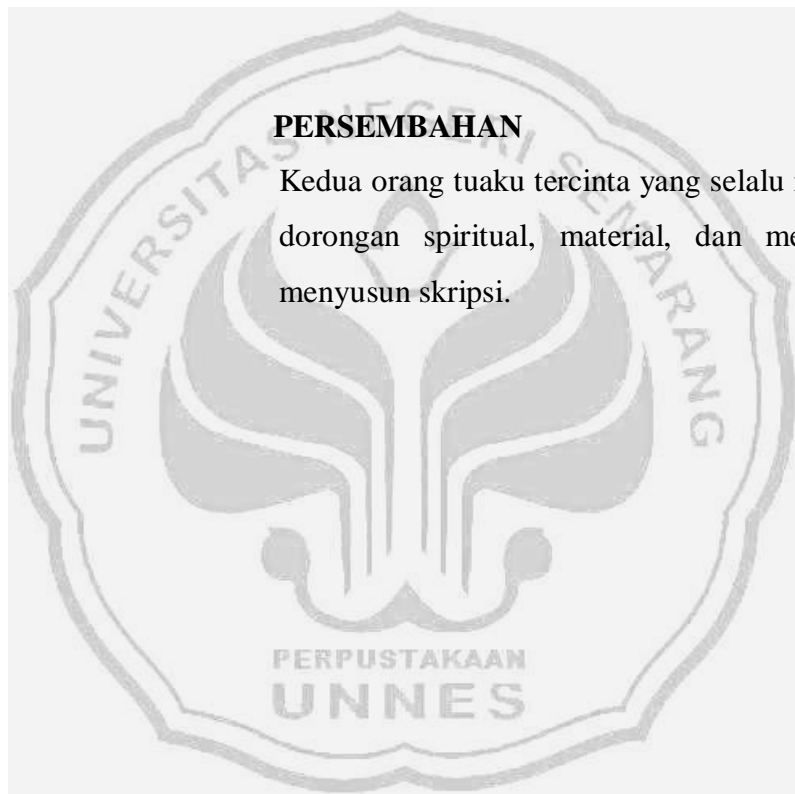 PERSEMBAHAN
Kedua orang tuaku tercinta yang selalu
dorongan spiritual, material, dan
menyusun skripsi.
UNIVERSITAS NEGERI SEMARANG
PERPUSTAKAAN
UNNES